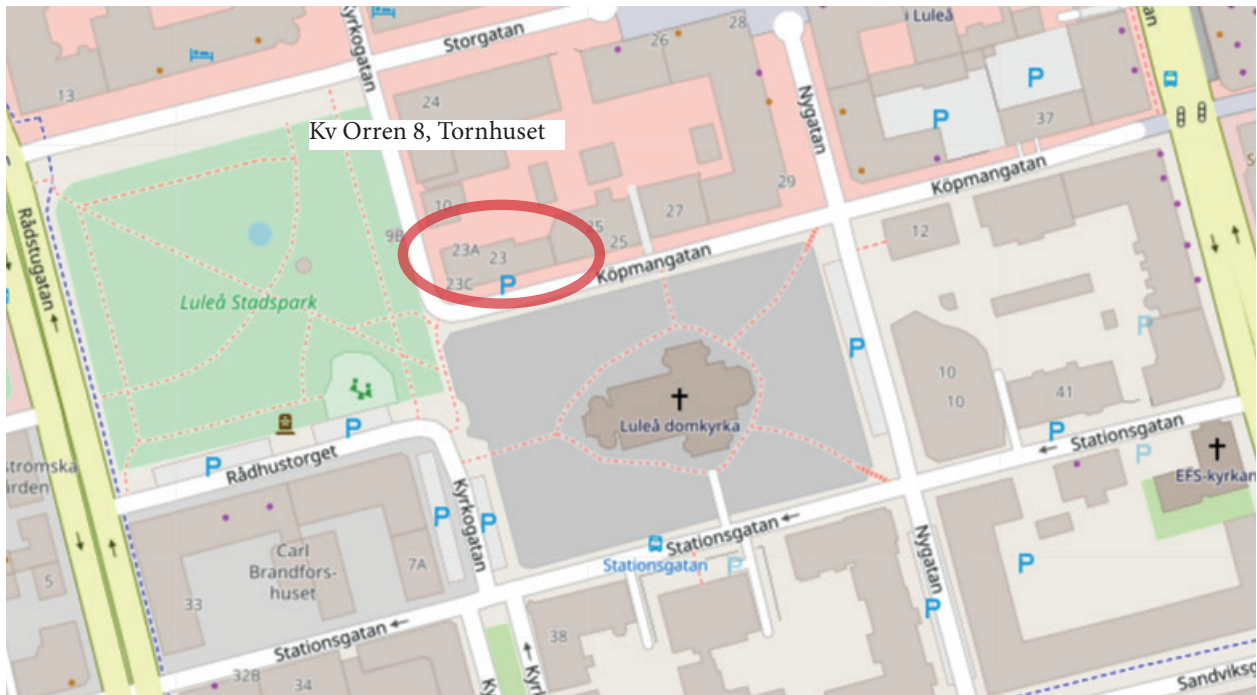 28
i Luleå
Storgatan
26
Kyrkogatan
13
24
P
Nygatan
P
37
Kv Orren 8, Tornhuset
Köpmangatan
29
10
27
25
25
12
9B
23A
23
23C
P
Köpmangatan
Rådstugatan
Luleå Stadspark
P
P
10
10
41
Luleå domkyrka
P
P
Rådhustorget
P
Stationsgatan
P
EFS-kyrkan
Kyrkogatan
P
P
Stationsgatan
Nygatan
Carl
Brandfors-
huset
7A
Stationsgatan
P
P
5
33
P
38
Stationsgatan
32B
34